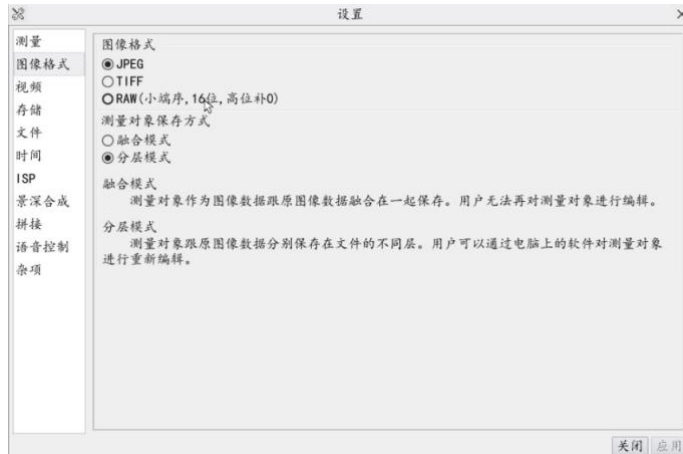 设置
测量
图像格式
视频
存储
文件
时间
ISP
景深合成
拼接
语音控制
杂项
图像格式
JPEG
TIFF
RAW(小端序,16位,高位补0)
测量对象保存方式
融合模式
分层模式
融合模式
测量对象作为图像数据跟原图像数据融合在一起保存。用户无法再对测量对象进行编辑。
分层模式
测量对象跟原图像数据分别保存在文件的不同层。用户可以通过电脑上的软件对测量对象
进行重新编辑。
关闭
应用